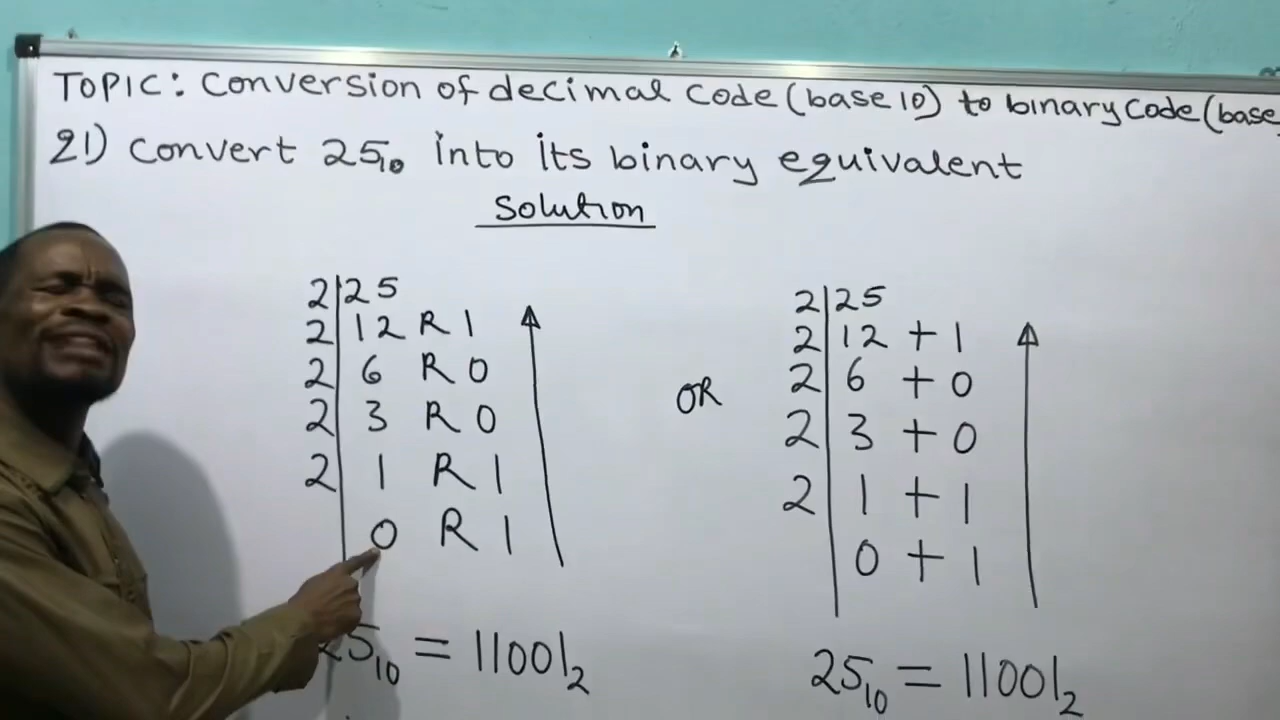 TOPIC: Conversion of decimal code (base 10) to binary code (base
21) Convert 25₁₀ into its binary equivalent
Solution
2|25
2|12 R 1
2|6 R 0
2|3 R 0
2|1 R 1
0 R 1
25₁₀ = 11001₂
OR
2|25
2|12 + 1
2|6 + 0
2|3 + 0
2|1 + 1
0 + 1
25₁₀ = 11001₂